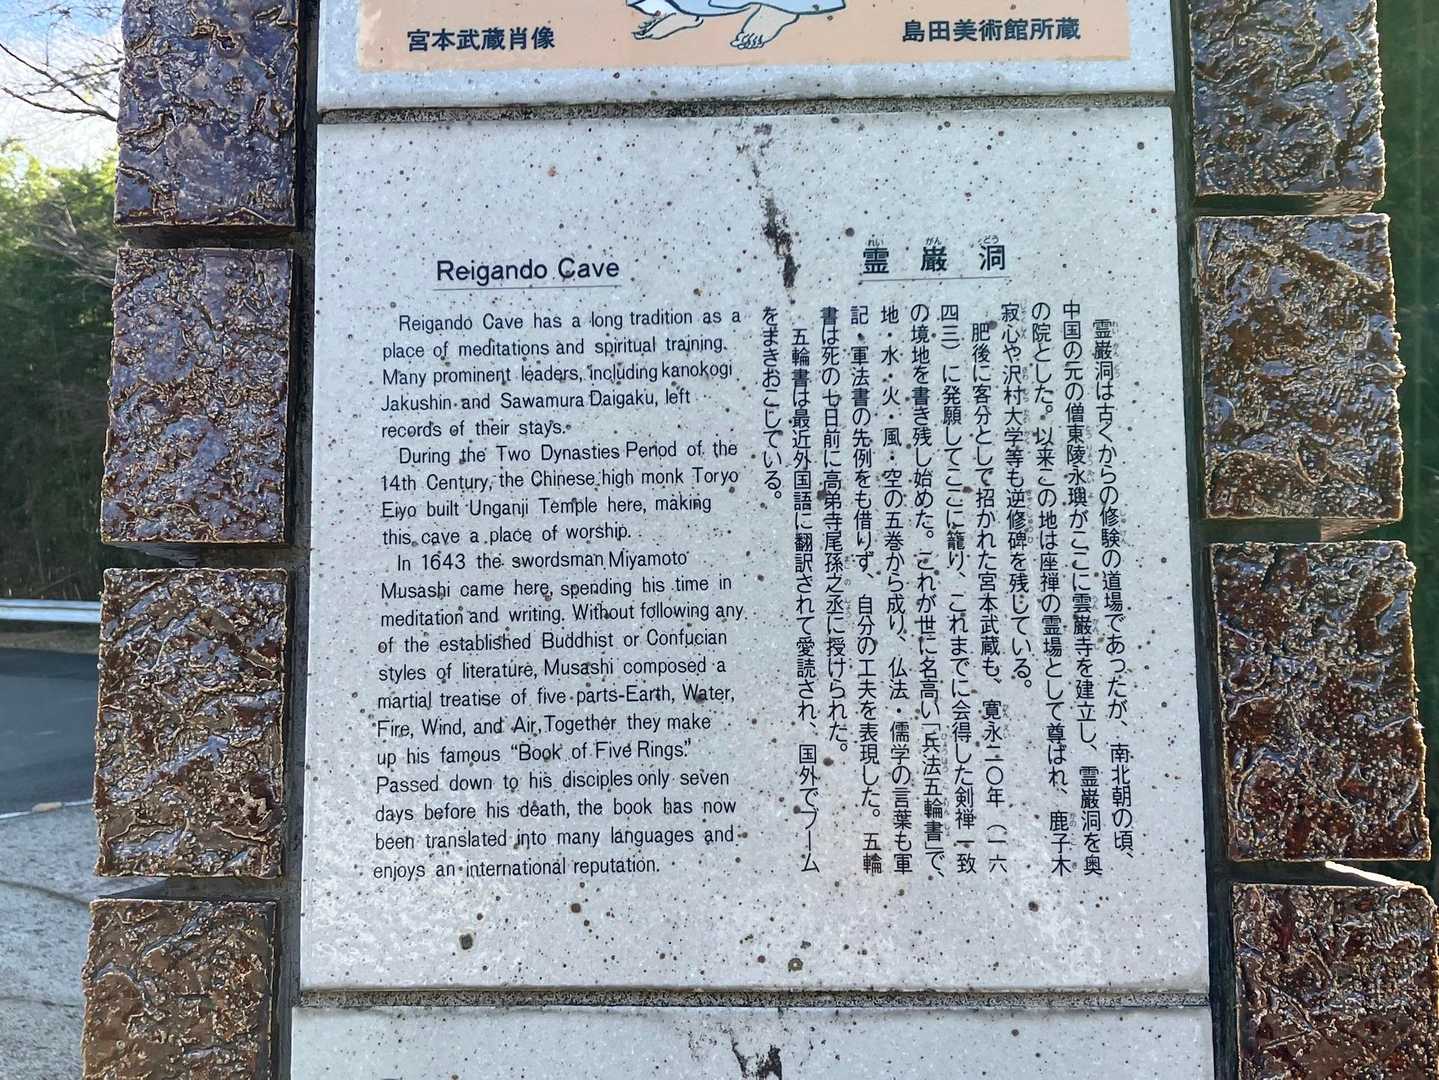 宮本武蔵肖像
島田美術館所蔵
Reigando Cave
Reigando Cave has a long tradition as a
place of meditations and spiritual training.
Many prominent leaders, including kanokogi
Jakushin and Sawamura Daigaku, left
records of their stays.
During the Two Dynasties Period of the
14th Century, the Chinese high monk Toryo
Eiyo built Unganji Temple here, making
this cave a place of worship.
In 1643 the swordsman Miyamoto
Musashi came here, spending his time in
meditation and writing. Without following any
of the established Buddhist or Confucian
styles of literature, Musashi composed a
martial treatise of five parts-Earth, Water,
Fire, Wind, and Air, Together they make
up his famous “Book of Five Rings.”
Passed down to his disciples only seven
days before his death, the book has now
been translated into many languages and
enjoys an international reputation.
霊巌洞
霊巌洞は古くからの修験の道場であったが、南北朝の頃、
中国の元の僧東陵永璵がここに雲巌寺を建立し、霊巌洞を奥
の院とした。以来この地は座禅の霊場として尊ばれ、鹿子木
寂心や沢村大学等も逆修碑を残している。
肥後に客分として招かれた宮本武蔵も、寛永二〇年(一六
四三)に発願してここに籠り、これまでに会得した剣禅一致
の境地を書き残し始めた。これが世に名高い「兵法五輪書」で、
地・水・火・風・空の五巻から成り、仏法・儒学の言葉も軍
記・軍法書の先例をも借りず、自分の工夫を表現した。五輪
書は死の七日前に高弟寺尾孫之丞に授けられた。
五輪書は最近外国語に翻訳されて愛読され、国外でブーム
をまきおこしている。